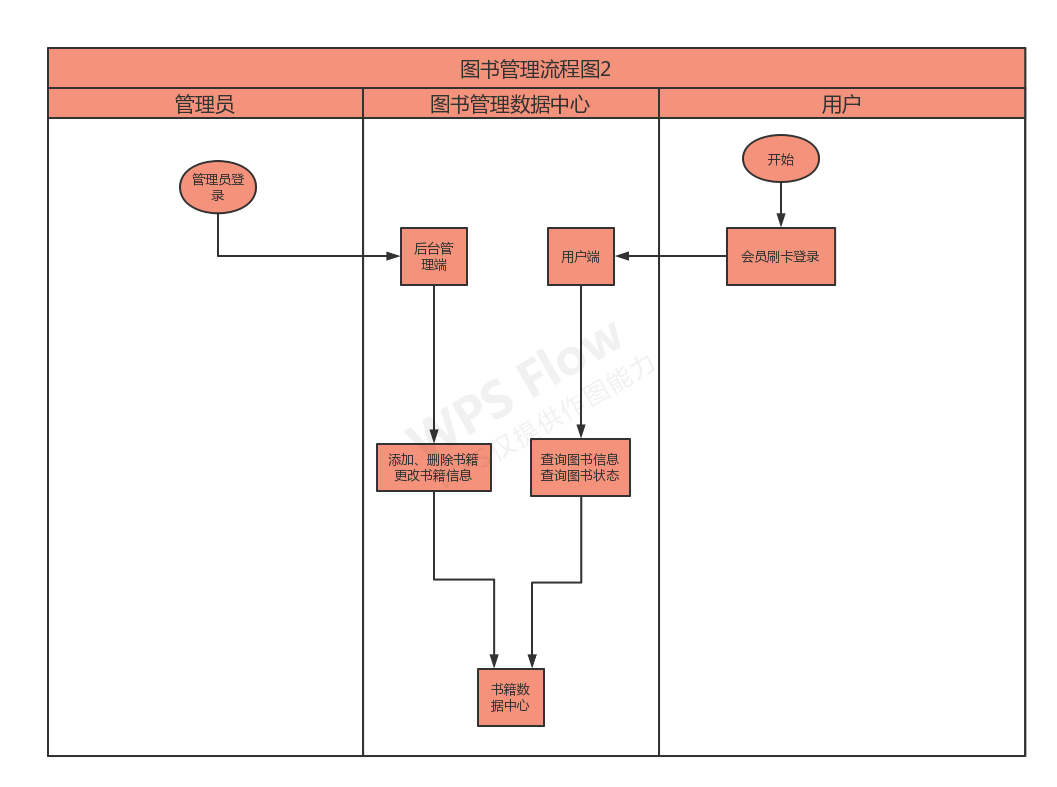 图书管理流程图2
管理员
图书管理数据中心
用户
开始
管理员登
录
后台管
理端
用户端
会员刷卡登录
WPS Flow
仅提供作图能力
添加、删除书籍
更改书籍信息
查询图书信息
查询图书状态
书籍数
据中心